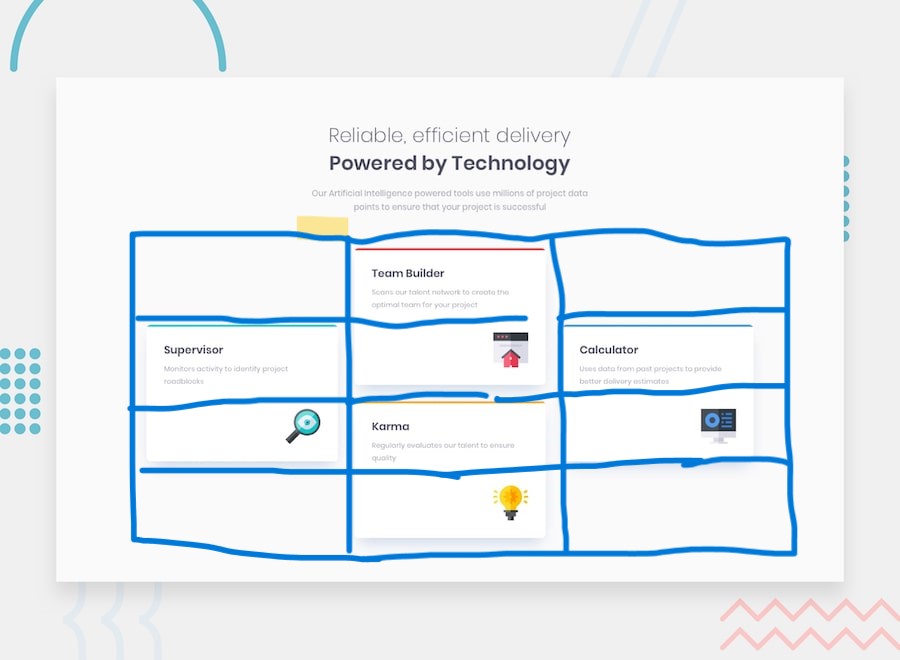 Reliable, efficient delivery
Powered by Technology
Our Artificial Intelligence powered tools use millions of project data
points to ensure that your project is successful
Team Builder
Scans our talent network to create the
optimal team for your project
Supervisor
Monitors activity to identify project
roadblocks
Calculator
Uses data from past projects to provide
better delivery estimates
Karma
Regularly evaluates our talent to ensure
quality